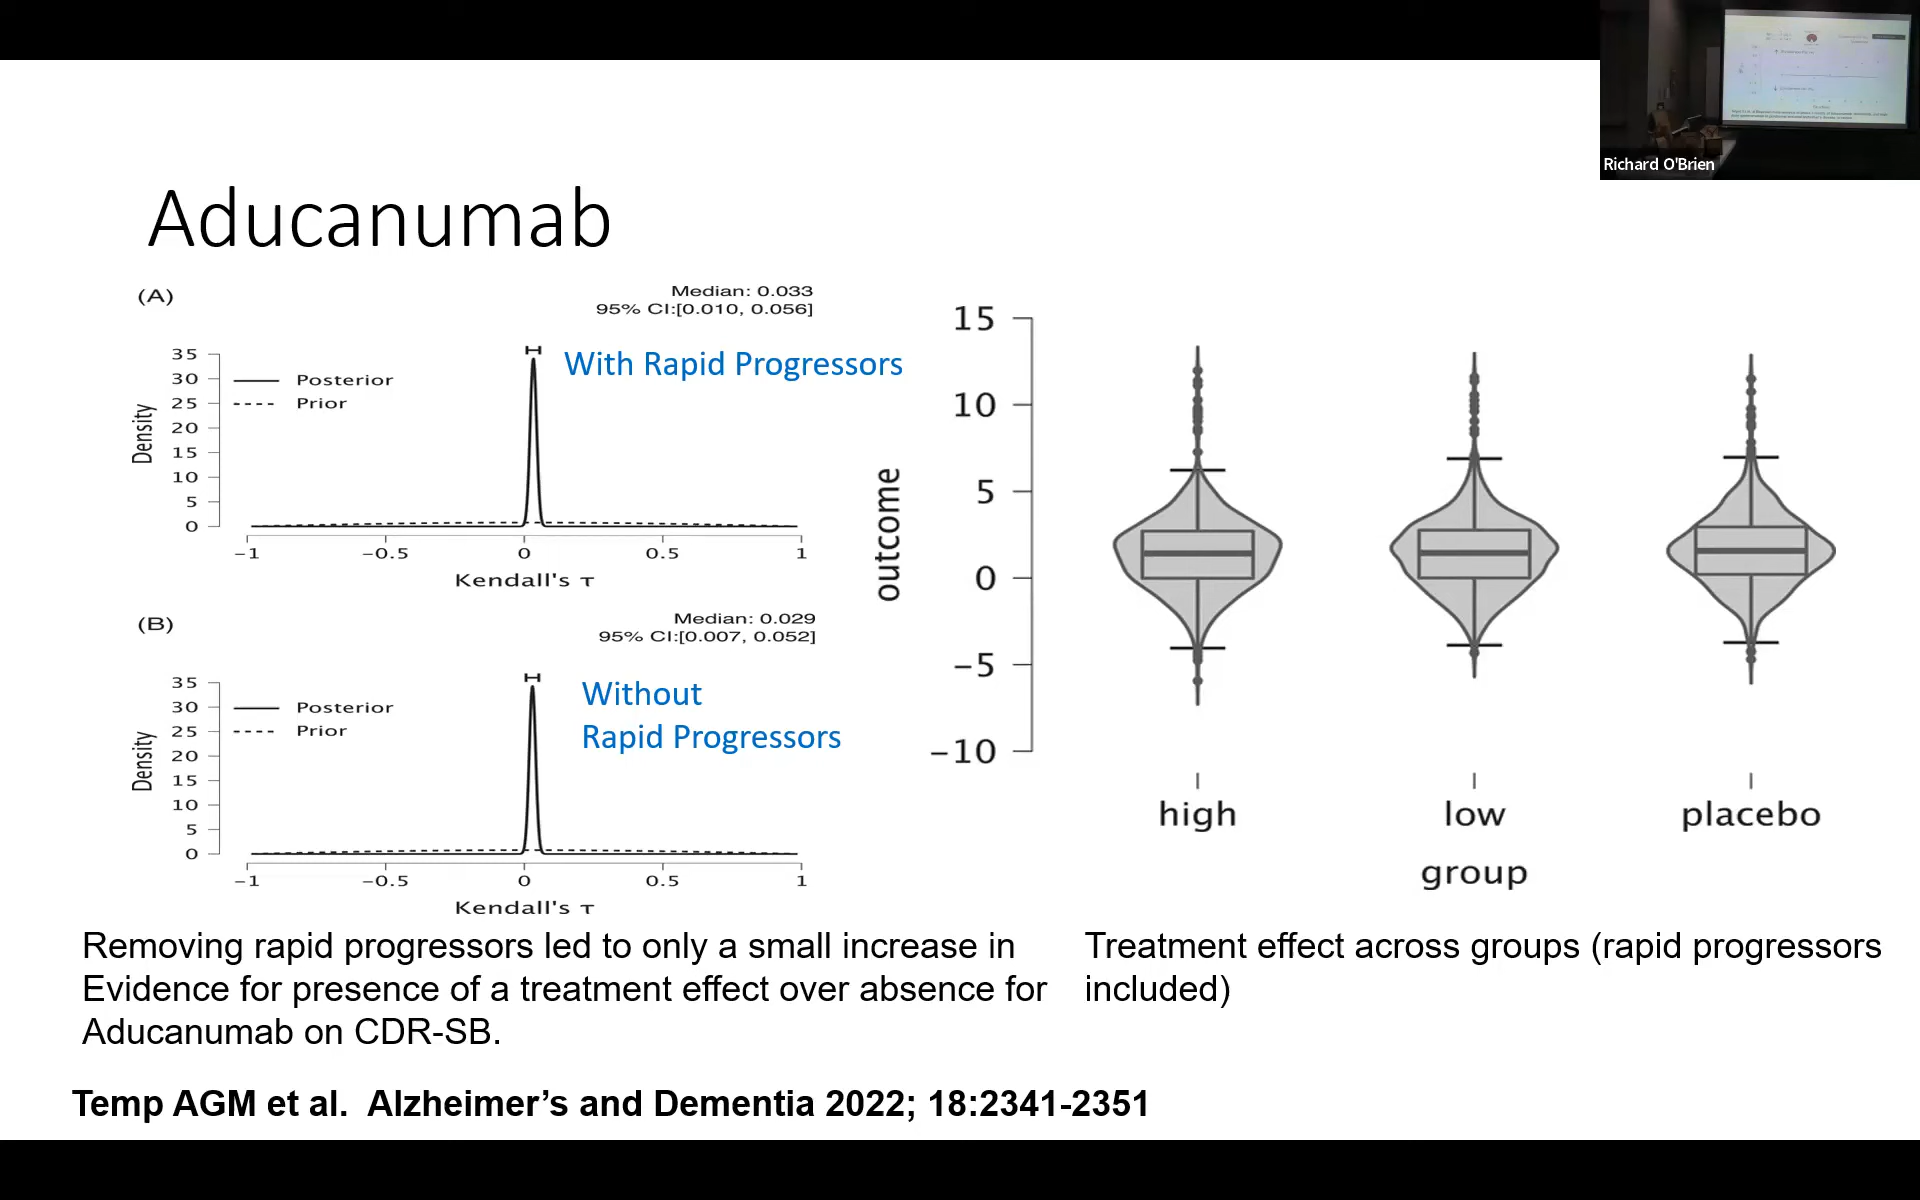 Richard O'Brien
Aducanumab
(A)
Median: 0.033
95% CI:[0.010, 0.056]
With Rapid Progressors
Posterior
Prior
Density
35
30
25
20
15
10
5
0
−1
−0.5
0
0.5
1
Kendall's τ
(B)
Median: 0.029
95% CI:[0.007, 0.052]
Without
Rapid Progressors
Posterior
Prior
Density
35
30
25
20
15
10
5
0
−1
−0.5
0
0.5
1
Kendall's τ
outcome
15
10
5
0
−5
−10
high
low
placebo
group
Removing rapid progressors led to only a small increase in
Evidence for presence of a treatment effect over absence for
Aducanumab on CDR-SB.
Treatment effect across groups (rapid progressors
included)
Temp AGM et al. Alzheimer’s and Dementia 2022; 18:2341-2351